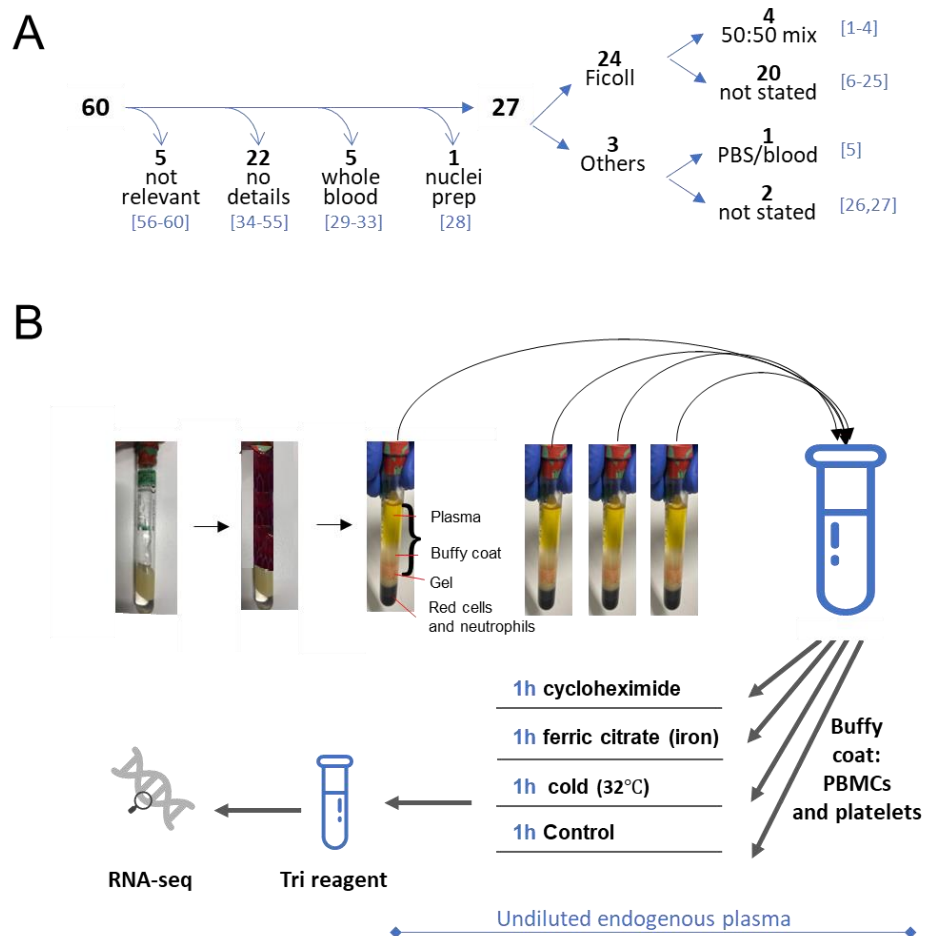 A
60
27
5
not
relevant
[56-60]
22
no
details
[34-55]
5
whole
blood
[29-33]
1
nuclei
prep
[28]
24
Ficoll
3
Others
4
50:50 mix
[1-4]
20
not stated
[6-25]
1
PBS/blood
[5]
2
not stated
[26,27]
B
Plasma
Buffy coat
Gel
Red cells
and neutrophils
1h cycloheximide
1h ferric citrate (iron)
1h cold (32℃)
1h Control
Buffy
coat:
PBMCs
and platelets
Tri reagent
RNA-seq
Undiluted endogenous plasma